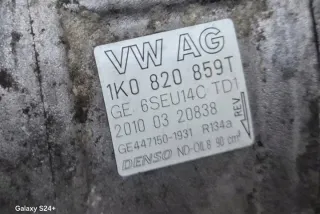 VW AG
1K0 820 859T
GE 6SEU14C TD1
2010 03 20838
REV
GE447150-1931 R134a
DENSO ND-OIL8 90 cm³
Galaxy S24+